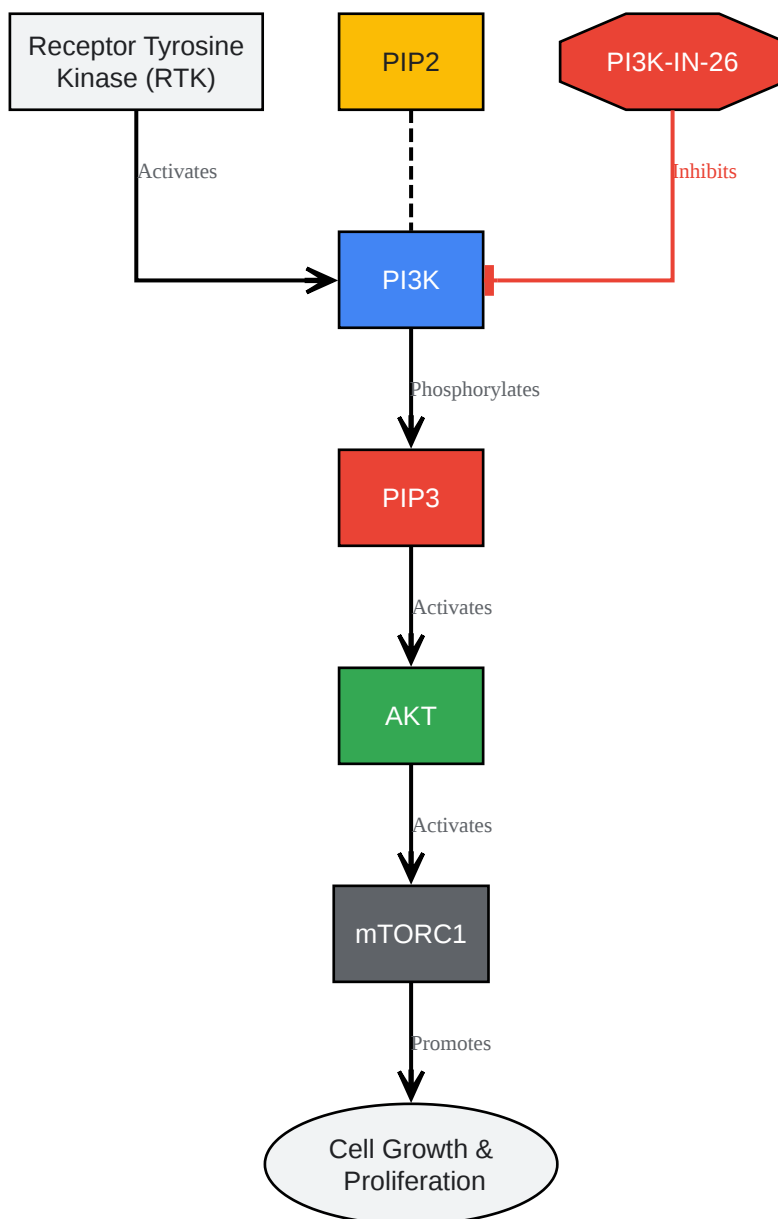 Receptor Tyrosine
Kinase (RTK)
PIP2
PI3K-IN-26
Activates
Inhibits
PI3K
Phosphorylates
PIP3
Activates
AKT
Activates
mTORC1
Promotes
Cell Growth &
Proliferation